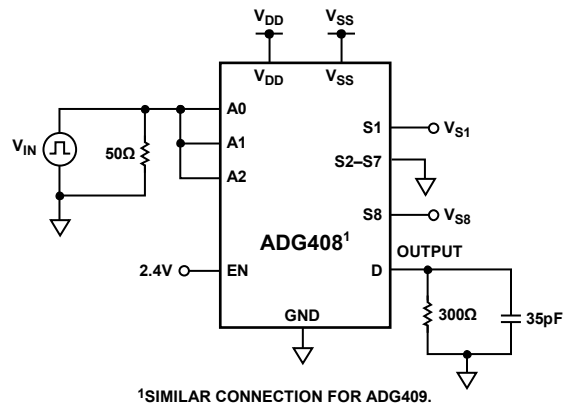 VDD
VSS
VDD
VSS
A0
S1
VS1
VIN
50Ω
A1
S2–S7
A2
S8
VS8
ADG408¹
OUTPUT
2.4V
EN
D
300Ω
35pF
GND
¹SIMILAR CONNECTION FOR ADG409.